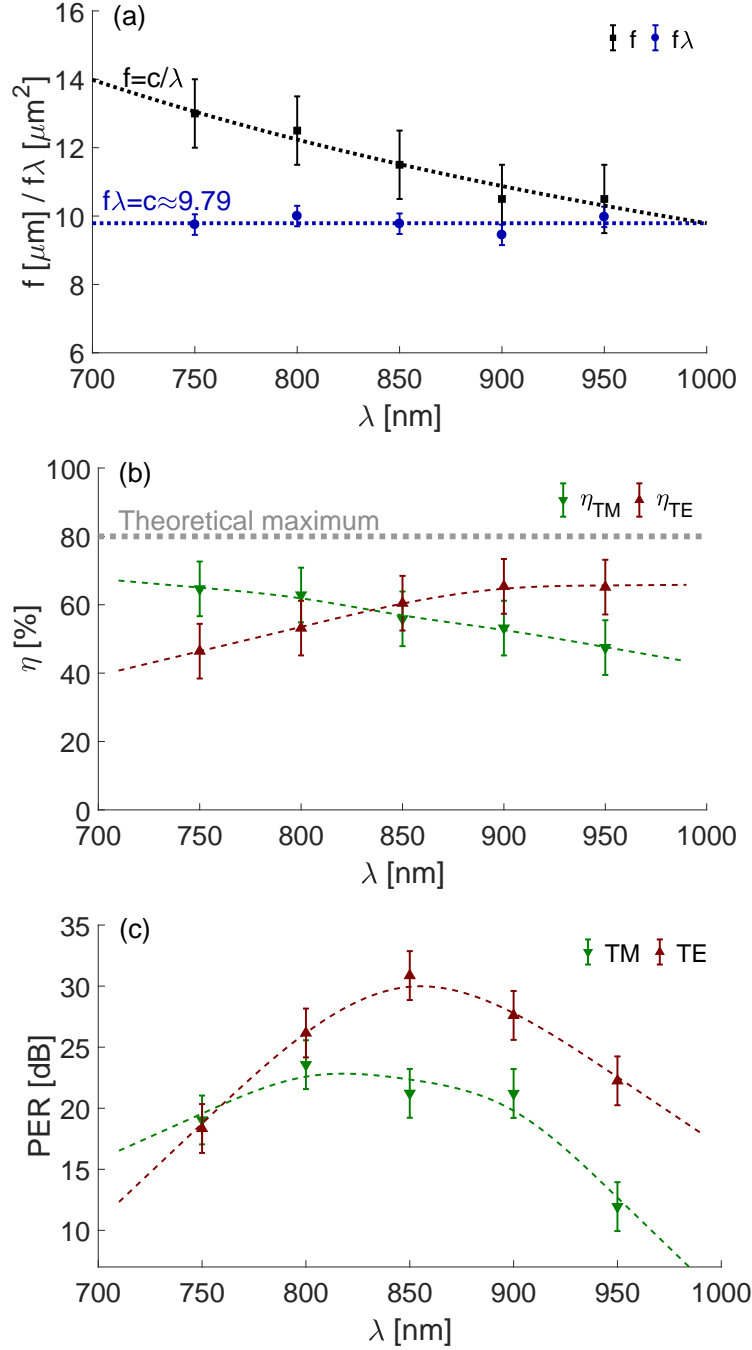 (a)
f fλ
f=c/λ
fλ=c≈9.79
f [μm] / fλ [μm²]
16
14
12
10
8
6
700 750 800 850 900 950 1000
λ [nm]
(b)
η_TM η_TE
Theoretical maximum
η [%]
100
80
60
40
20
0
700 750 800 850 900 950 1000
λ [nm]
(c)
TM TE
PER [dB]
35
30
25
20
15
10
700 750 800 850 900 950 1000
λ [nm]